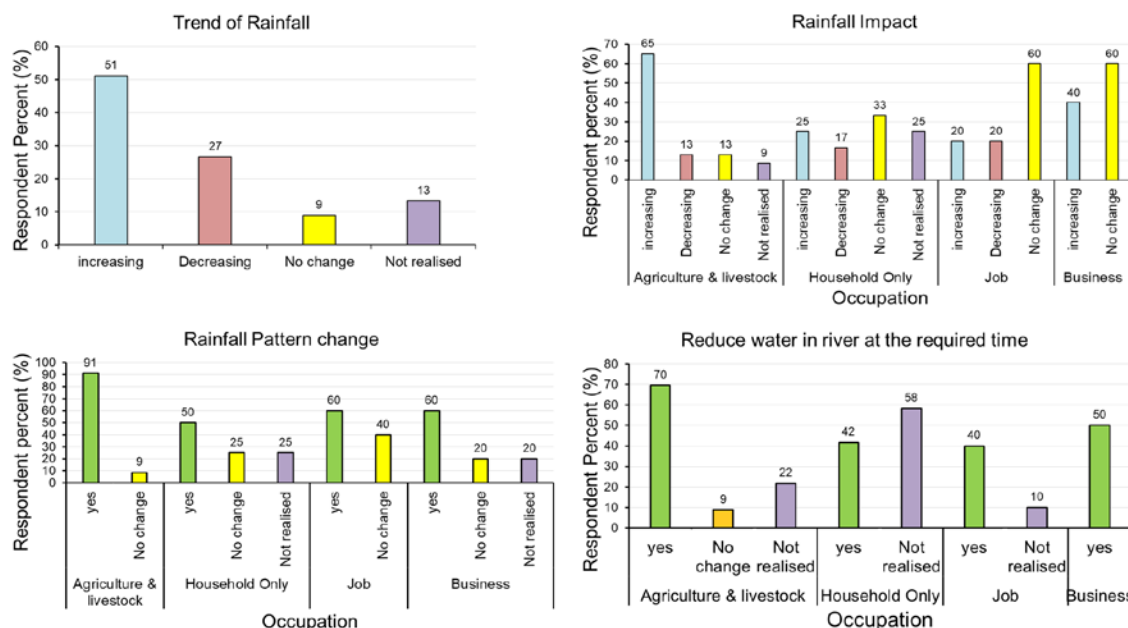 Trend of Rainfall
Respondent Percent (%)
60
50
40
30
20
10
0
51
27
9
13
increasing
Decreasing
No change
Not realised
Rainfall Impact
Respondent percent (%)
70
60
50
40
30
20
10
0
65
13
13
9
25
17
33
25
20
20
60
40
60
increasing
Decreasing
No change
Not realised
increasing
Decreasing
No change
Not realised
increasing
Decreasing
No change
increasing
No change
Agriculture & livestock
Household Only
Job
Business
Occupation
Rainfall Pattern change
Respondent percent (%)
100
90
80
70
60
50
40
30
20
10
0
91
9
50
25
25
60
40
60
20
20
yes
No change
yes
No change
Not realised
yes
No change
yes
No change
Not realised
Agriculture &
livestock
Household Only
Job
Business
Occupation
Reduce water in river at the required time
Respondent Percent (%)
80
70
60
50
40
30
20
10
0
70
9
22
42
58
40
10
50
yes
No
change
Not
realised
yes
Not
realised
yes
Not
realised
yes
Agriculture & livestock
Household Only
Job
Business
Occupation